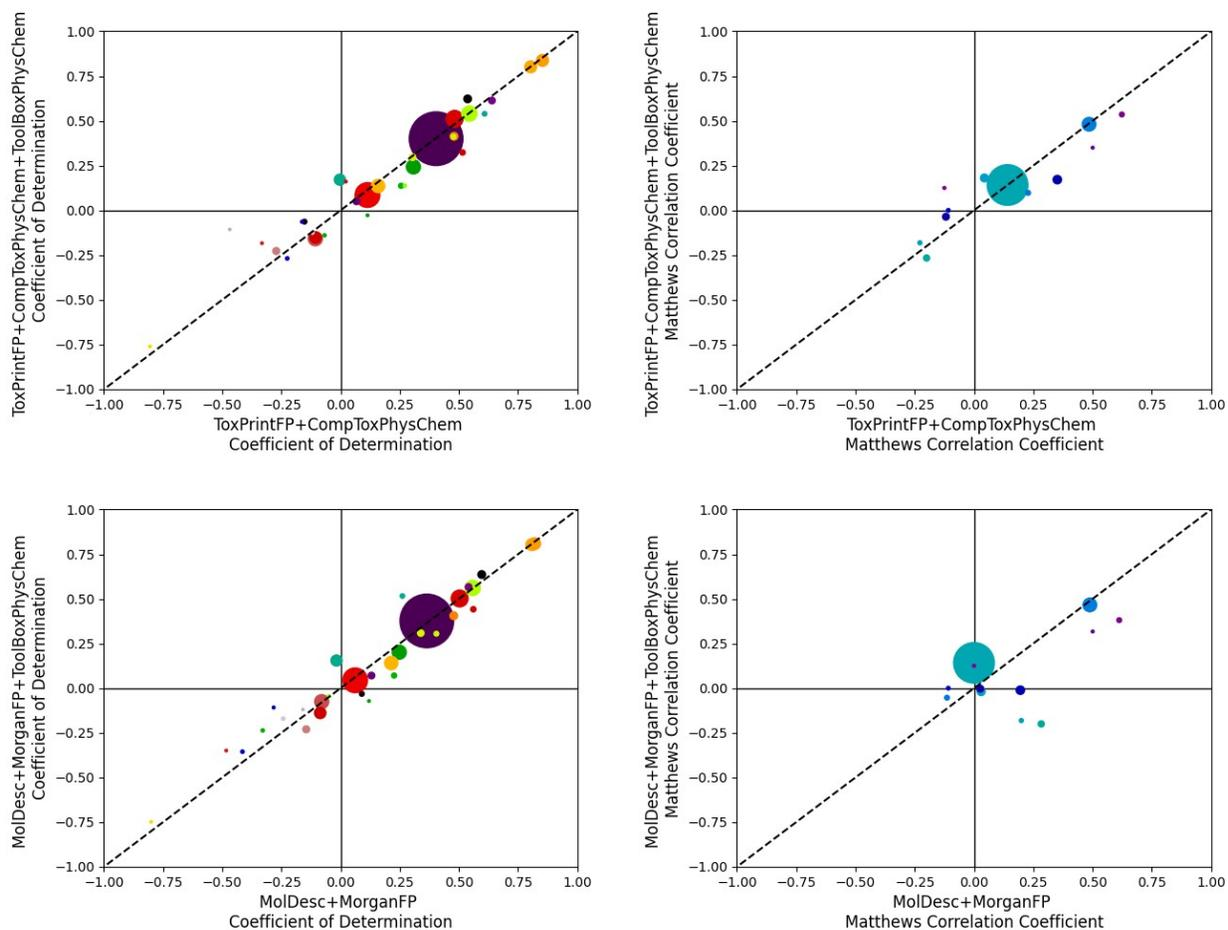 ToxPrintFP+CompToxPhysChem+ToolBoxPhysChem
Coefficient of Determination
1.00
0.75
0.50
0.25
0.00
−0.25
−0.50
−0.75
−1.00
−1.00 −0.75 −0.50 −0.25 0.00 0.25 0.50 0.75 1.00
ToxPrintFP+CompToxPhysChem
Coefficient of Determination
ToxPrintFP+CompToxPhysChem+ToolBoxPhysChem
Matthews Correlation Coefficient
1.00
0.75
0.50
0.25
0.00
−0.25
−0.50
−0.75
−1.00
−1.00 −0.75 −0.50 −0.25 0.00 0.25 0.50 0.75 1.00
ToxPrintFP+CompToxPhysChem
Matthews Correlation Coefficient
MolDesc+MorganFP+ToolBoxPhysChem
Coefficient of Determination
1.00
0.75
0.50
0.25
0.00
−0.25
−0.50
−0.75
−1.00
−1.00 −0.75 −0.50 −0.25 0.00 0.25 0.50 0.75 1.00
MolDesc+MorganFP
Coefficient of Determination
MolDesc+MorganFP+ToolBoxPhysChem
Matthews Correlation Coefficient
1.00
0.75
0.50
0.25
0.00
−0.25
−0.50
−0.75
−1.00
−1.00 −0.75 −0.50 −0.25 0.00 0.25 0.50 0.75 1.00
MolDesc+MorganFP
Matthews Correlation Coefficient